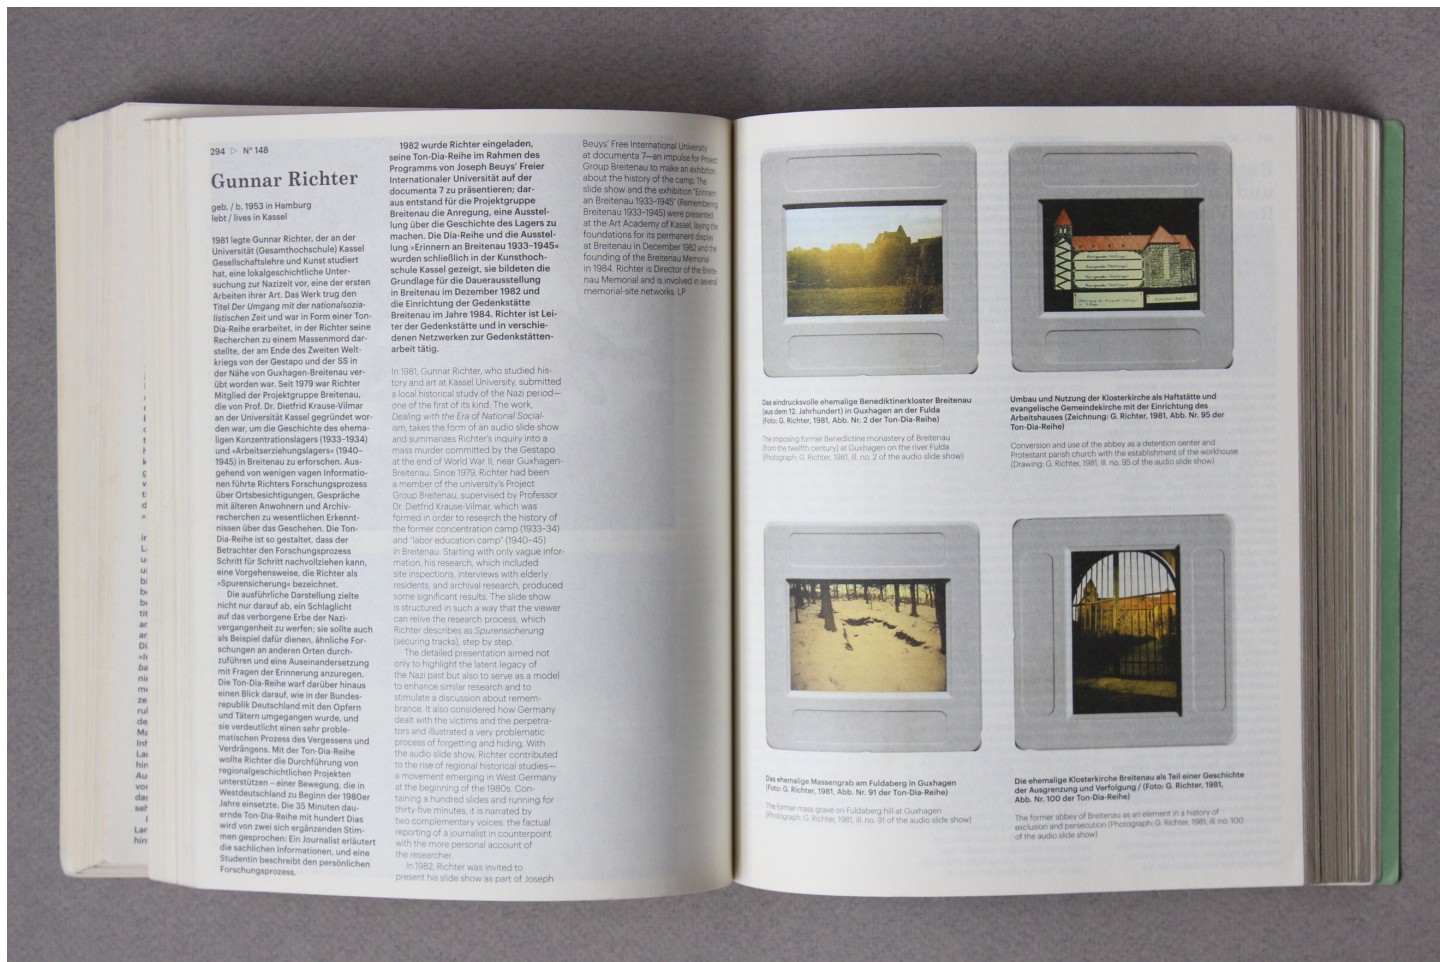 294 ▷ N° 148
Gunnar Richter
geb. / b. 1953 in Hamburg
lebt / lives in Kassel
1981 legte Gunnar Richter, der an der
Universität (Gesamthochschule) Kassel
Gesellschaftslehre und Kunst studiert
hat, eine lokalgeschichtliche Unter-
suchung zur Nazizeit vor, eine der ersten
Arbeiten ihrer Art. Das Werk trug den
Titel Der Umgang mit der nationalsozia-
listischen Zeit und war in Form einer Ton-
Dia-Reihe erarbeitet, in der Richter seine
Recherchen zu einem Massenmord dar-
stellte, der am Ende des Zweiten Welt-
kriegs von der Gestapo und der SS in
der Nähe von Guxhagen-Breitenau ver-
übt worden war. Seit 1979 war Richter
Mitglied der Projektgruppe Breitenau,
die von Prof. Dr. Dietfrid Krause-Vilmar
an der Universität Kassel gegründet wor-
den war, um die Geschichte des ehema-
ligen Konzentrationslagers (1933–1934)
und »Arbeitserziehungslagers« (1940–
1945) in Breitenau zu erforschen. Aus-
gehend von wenigen vagen Informatio-
nen führte Richters Forschungsprozess
über Ortsbesichtigungen, Gespräche
mit älteren Anwohnern und Archiv-
recherchen zu wesentlichen Erkennt-
nissen über das Geschehen. Die Ton-
Dia-Reihe ist so gestaltet, dass der
Betrachter den Forschungsprozess
Schritt für Schritt nachvollziehen kann,
eine Vorgehensweise, die Richter als
»Spurensicherung« bezeichnet.
Die ausführliche Darstellung zielte
nicht nur darauf ab, ein Schlaglicht
auf das verborgene Erbe der Nazi-
vergangenheit zu werfen; sie sollte auch
als Beispiel dafür dienen, ähnliche For-
schungen an anderen Orten durch-
zuführen und eine Auseinandersetzung
mit Fragen der Erinnerung anzuregen.
Die Ton-Dia-Reihe warf darüber hinaus
einen Blick darauf, wie in der Bundes-
republik Deutschland mit den Opfern
und Tätern umgegangen wurde, und
sie verdeutlicht einen sehr proble-
matischen Prozess des Vergessens und
Verdrängens. Mit der Ton-Dia-Reihe
wollte Richter die Durchführung von
regionalgeschichtlichen Projekten
unterstützen – einer Bewegung, die in
Westdeutschland zu Beginn der 1980er
Jahre einsetzte. Die 35 Minuten dau-
ernde Ton-Dia-Reihe mit hundert Dias
wird von zwei sich ergänzenden Stim-
men gesprochen: Ein Journalist erläutert
die sachlichen Informationen, und eine
Studentin beschreibt den persönlichen
Forschungsprozess.
1982 wurde Richter eingeladen,
seine Ton-Dia-Reihe im Rahmen des
Programms von Joseph Beuys' Freier
Internationaler Universität auf der
documenta 7 zu präsentieren; dar-
aus entstand für die Projektgruppe
Breitenau die Anregung, eine Ausstel-
lung über die Geschichte des Lagers zu
machen. Die Dia-Reihe und die Ausstel-
lung »Erinnern an Breitenau 1933–1945«
wurden schließlich in der Kunsthoch-
schule Kassel gezeigt, sie bildeten die
Grundlage für die Dauerausstellung
in Breitenau im Dezember 1982 und
die Einrichtung der Gedenkstätte
Breitenau im Jahre 1984. Richter ist Lei-
ter der Gedenkstätte und in verschie-
denen Netzwerken zur Gedenkstätten-
arbeit tätig.
In 1981, Gunnar Richter, who studied his-
tory and art at Kassel University, submitted
a local historical study of the Nazi period—
one of the first of its kind. The work,
Dealing with the Era of National Social-
ism, takes the form of an audio slide show
and summarizes Richter's inquiry into a
mass murder committed by the Gestapo
at the end of World War II, near Guxhagen-
Breitenau. Since 1979, Richter had been
a member of the university's Project
Group Breitenau, supervised by Professor
Dr. Dietfrid Krause-Vilmar, which was
formed in order to research the history of
the former concentration camp (1933–34)
and "labor education camp" (1940–45)
in Breitenau. Starting with only vague infor-
mation, his research, which included
site inspections, interviews with elderly
residents, and archival research, produced
some significant results. The slide show
is structured in such a way that the viewer
can relive the research process, which
Richter describes as Spurensicherung
(securing tracks), step by step.
The detailed presentation aimed not
only to highlight the latent legacy of
the Nazi past but also to serve as a model
to enhance similar research and to
stimulate a discussion about remem-
brance. It also considered how Germany
dealt with the victims and the perpetra-
tors and illustrated a very problematic
process of forgetting and hiding. With
the audio slide show, Richter contributed
to the rise of regional historical studies—
a movement emerging in West Germany
at the beginning of the 1980s. Con-
taining a hundred slides and running for
thirty-five minutes, it is narrated by
two complementary voices: the factual
reporting of a journalist in counterpoint
with the more personal account of
the researcher.
In 1982, Richter was invited to
present his slide show as part of Joseph
Beuys' Free International University
at documenta 7—an impulse for Project
Group Breitenau to make an exhibition
about the history of the camp. The
slide show and the exhibition "Erinnern
an Breitenau 1933–1945" (Remembering
Breitenau 1933–1945) were presented
at the Art Academy of Kassel, laying the
foundations for its permanent display
at Breitenau in December 1982 and the
founding of the Breitenau Memorial
in 1984. Richter is Director of the Breite-
nau Memorial and is involved in several
memorial-site networks. LP
Das eindrucksvolle ehemalige Benediktinerkloster Breitenau
(aus dem 12. Jahrhundert) in Guxhagen an der Fulda
(Foto: G. Richter, 1981, Abb. Nr. 2 der Ton-Dia-Reihe)
The imposing former Benedictine monastery of Breitenau
(from the twelfth century) at Guxhagen on the river Fulda
(Photograph: G. Richter, 1981, ill. no. 2 of the audio slide show)
Umbau und Nutzung der Klosterkirche als Haftstätte und
evangelische Gemeindekirche mit der Einrichtung des
Arbeitshauses (Zeichnung: G. Richter, 1981, Abb. Nr. 95 der
Ton-Dia-Reihe)
Conversion and use of the abbey as a detention center and
Protestant parish church with the establishment of the workhouse
(Drawing: G. Richter, 1981, ill. no. 95 of the audio slide show)
Das ehemalige Massengrab am Fuldaberg in Guxhagen
(Foto: G. Richter, 1981, Abb. Nr. 91 der Ton-Dia-Reihe)
The former mass grave on Fuldaberg hill at Guxhagen
(Photograph: G. Richter, 1981, ill. no. 91 of the audio slide show)
Die ehemalige Klosterkirche Breitenau als Teil einer Geschichte
der Ausgrenzung und Verfolgung / (Foto: G. Richter, 1981,
Abb. Nr. 100 der Ton-Dia-Reihe)
The former abbey of Breitenau as an element in a history of
exclusion and persecution (Photograph: G. Richter, 1981, ill. no. 100
of the audio slide show)